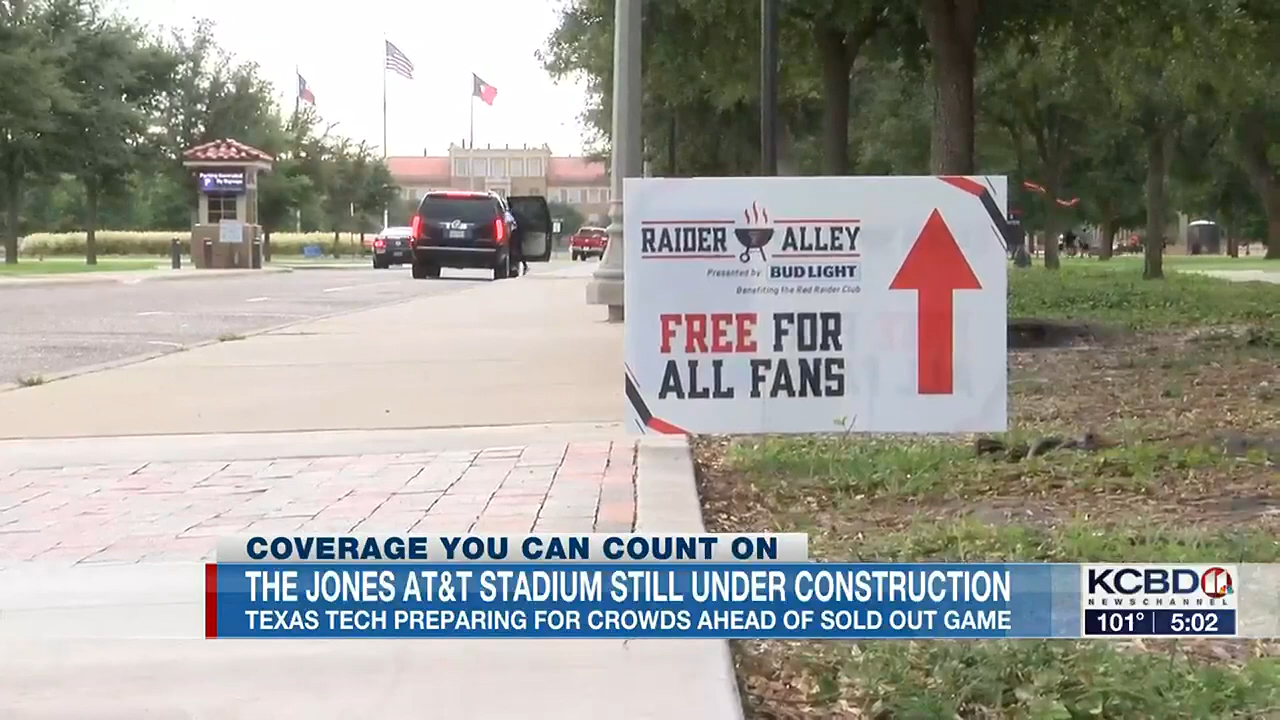 RAIDER ALLEY
Presented by BUD LIGHT
Benefiting the Red Raider Club
FREE FOR
ALL FANS
COVERAGE YOU CAN COUNT ON
THE JONES AT&T STADIUM STILL UNDER CONSTRUCTION
TEXAS TECH PREPARING FOR CROWDS AHEAD OF SOLD OUT GAME
KCBD 11
NEWSCHANNEL
101° 5:02